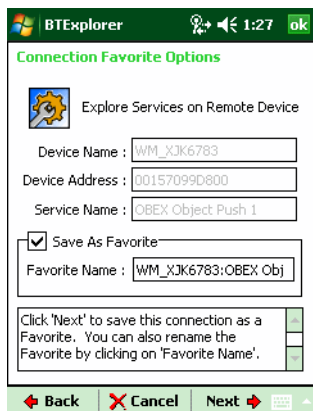 BTExplorer 1:27 ok
Connection Favorite Options
Explore Services on Remote Device
Device Name : WM_XJK6783
Device Address : 00157099D800
Service Name : OBEX Object Push 1
Save As Favorite
Favorite Name : WM_XJK6783:OBEX Obj
Click 'Next' to save this connection as a
Favorite. You can also rename the
Favorite by clicking on 'Favorite Name'.
Back Cancel Next